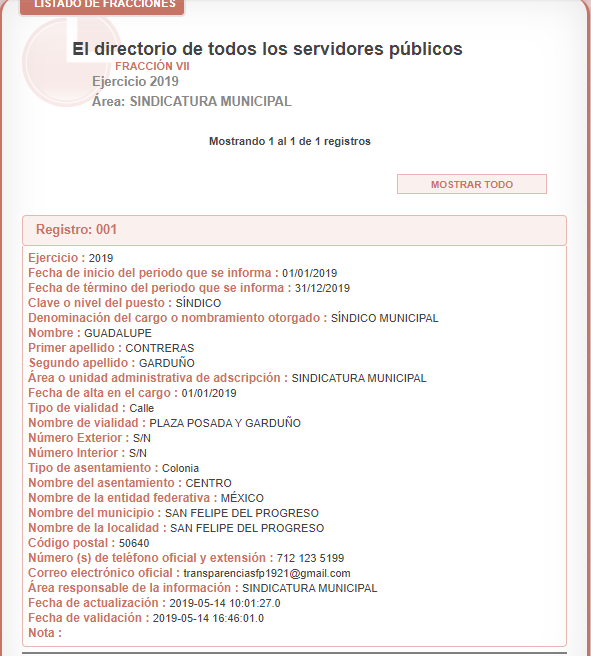 LISTADO DE FRACCIONES
El directorio de todos los servidores públicos
FRACCIÓN VII
Ejercicio 2019
Área: SINDICATURA MUNICIPAL
Mostrando 1 al 1 de 1 registros
MOSTRAR TODO
Registro: 001
Ejercicio : 2019
Fecha de inicio del periodo que se informa : 01/01/2019
Fecha de término del periodo que se informa : 31/12/2019
Clave o nivel del puesto : SÍNDICO
Denominación del cargo o nombramiento otorgado : SÍNDICO MUNICIPAL
Nombre : GUADALUPE
Primer apellido : CONTRERAS
Segundo apellido : GARDUÑO
Área o unidad administrativa de adscripción : SINDICATURA MUNICIPAL
Fecha de alta en el cargo : 01/01/2019
Tipo de vialidad : Calle
Nombre de vialidad : PLAZA POSADA Y GARDUÑO
Número Exterior : S/N
Número Interior : S/N
Tipo de asentamiento : Colonia
Nombre del asentamiento : CENTRO
Nombre de la entidad federativa : MÉXICO
Nombre del municipio : SAN FELIPE DEL PROGRESO
Nombre de la localidad : SAN FELIPE DEL PROGRESO
Código postal : 50640
Número (s) de teléfono oficial y extensión : 712 123 5199
Correo electrónico oficial : transparenciasfp1921@gmail.com
Área responsable de la información : SINDICATURA MUNICIPAL
Fecha de actualización : 2019-05-14 10:01:27.0
Fecha de validación : 2019-05-14 16:46:01.0
Nota :